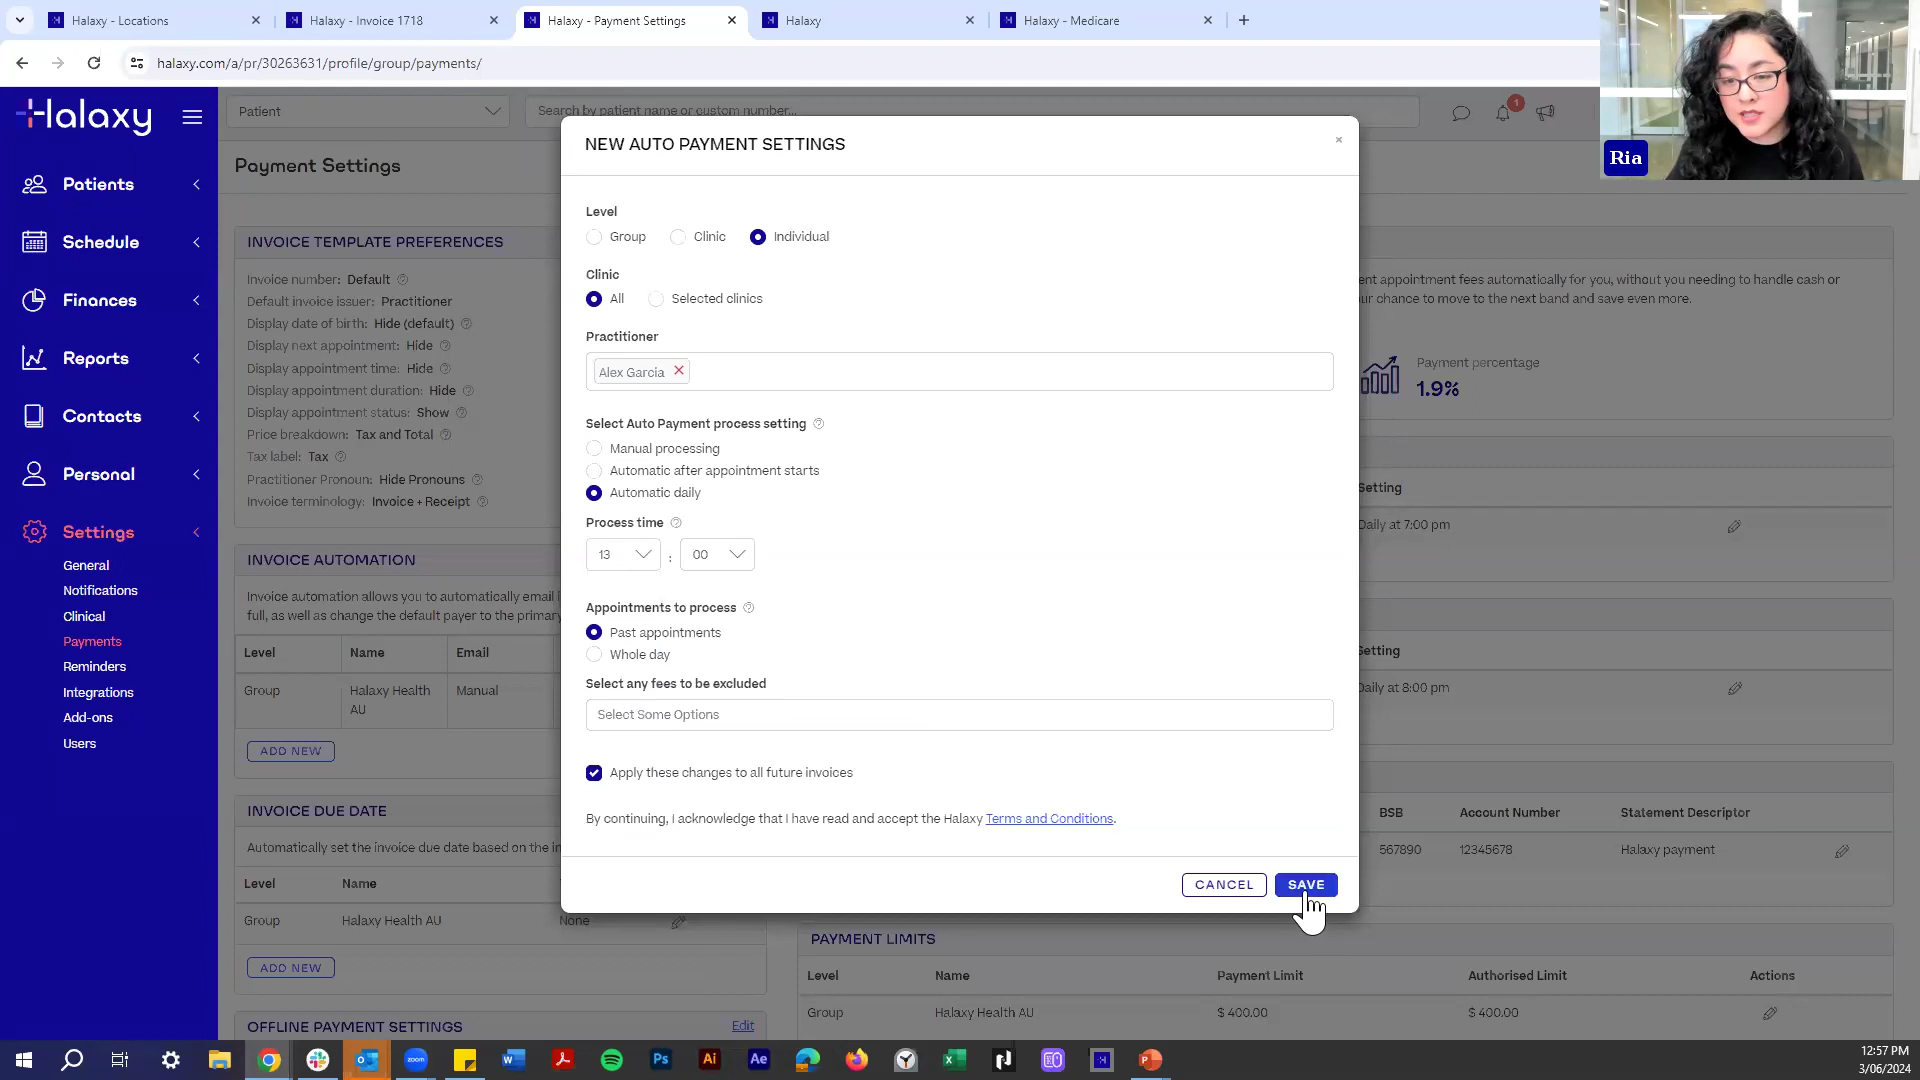 Halaxy - Locations
Halaxy - Invoice 1718
Halaxy - Payment Settings
Halaxy
Halaxy - Medicare
halaxy.com/a/pr/30263631/profile/group/payments/
Halaxy
Patient
Search by patient name or custom number...
1
Ria
Patients
Schedule
Finances
Reports
Contacts
Personal
Settings
General
Notifications
Clinical
Payments
Reminders
Integrations
Add-ons
Users
Payment Settings
INVOICE TEMPLATE PREFERENCES
Invoice number: Default
Default invoice issuer: Practitioner
Display date of birth: Hide (default)
Display next appointment: Hide
Display appointment time: Hide
Display appointment duration: Hide
Display appointment status: Show
Price breakdown: Tax and Total
Tax label: Tax
Practitioner Pronoun: Hide Pronouns
Invoice terminology: Invoice + Receipt
INVOICE AUTOMATION
Invoice automation allows you to automatically email i
full, as well as change the default payer to the primary
Level Name Email
Group Halaxy Health AU Manual
ADD NEW
INVOICE DUE DATE
Automatically set the invoice due date based on the in
Level Name
Group Halaxy Health AU None
ADD NEW
OFFLINE PAYMENT SETTINGS Edit
NEW AUTO PAYMENT SETTINGS
Level
Group Clinic Individual
Clinic
All Selected clinics
Practitioner
Alex Garcia
Select Auto Payment process setting
Manual processing
Automatic after appointment starts
Automatic daily
Process time
13 : 00
Appointments to process
Past appointments
Whole day
Select any fees to be excluded
Select Some Options
Apply these changes to all future invoices
By continuing, I acknowledge that I have read and accept the Halaxy Terms and Conditions.
CANCEL SAVE
ent appointment fees automatically for you, without you needing to handle cash or
our chance to move to the next band and save even more.
Payment percentage
1.9%
Setting
Daily at 7:00 pm
Setting
Daily at 8:00 pm
BSB Account Number Statement Descriptor
567890 12345678 Halaxy payment
PAYMENT LIMITS
Level Name Payment Limit Authorised Limit Actions
Group Halaxy Health AU $ 400.00 $ 400.00
12:57 PM
3/06/2024